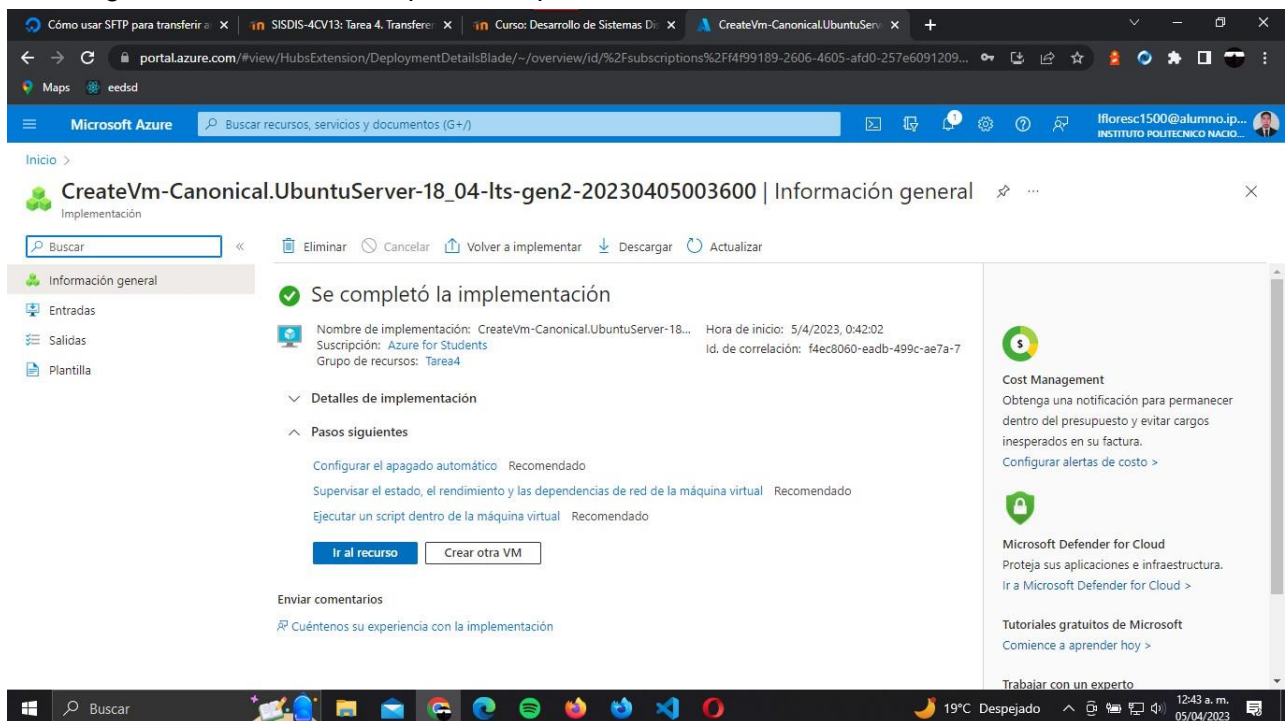 Cómo usar SFTP para transferir a
SISDIS-4CV13: Tarea 4. Transferen
Curso: Desarrollo de Sistemas Dis
CreateVm-Canonical.UbuntuServ
portal.azure.com/#view/HubsExtension/DeploymentDetailsBlade/~/overview/id/%2Fsubscriptions%2Ff4f99189-2606-4605-afd0-257e6091209...
Maps eedsd
Microsoft Azure
Buscar recursos, servicios y documentos (G+/)
1
lfloresc1500@alumno.ip...
INSTITUTO POLITECNICO NACIO...
Inicio >
CreateVm-Canonical.UbuntuServer-18_04-lts-gen2-20230405003600 | Información general
Implementación
Buscar
Eliminar Cancelar Volver a implementar Descargar Actualizar
Información general
Entradas
Salidas
Plantilla
Se completó la implementación
Nombre de implementación: CreateVm-Canonical.UbuntuServer-18...
Suscripción: Azure for Students
Grupo de recursos: Tarea4
Hora de inicio: 5/4/2023, 0:42:02
Id. de correlación: f4ec8060-eadb-499c-ae7a-7
Detalles de implementación
Pasos siguientes
Configurar el apagado automático Recomendado
Supervisar el estado, el rendimiento y las dependencias de red de la máquina virtual Recomendado
Ejecutar un script dentro de la máquina virtual Recomendado
Ir al recurso
Crear otra VM
Enviar comentarios
Cuéntenos su experiencia con la implementación
Cost Management
Obtenga una notificación para permanecer
dentro del presupuesto y evitar cargos
inesperados en su factura.
Configurar alertas de costo >
Microsoft Defender for Cloud
Proteja sus aplicaciones e infraestructura.
Ir a Microsoft Defender for Cloud >
Tutoriales gratuitos de Microsoft
Comience a aprender hoy >
Trabajar con un experto
Buscar
19°C Despejado
12:43 a. m.
05/04/2023